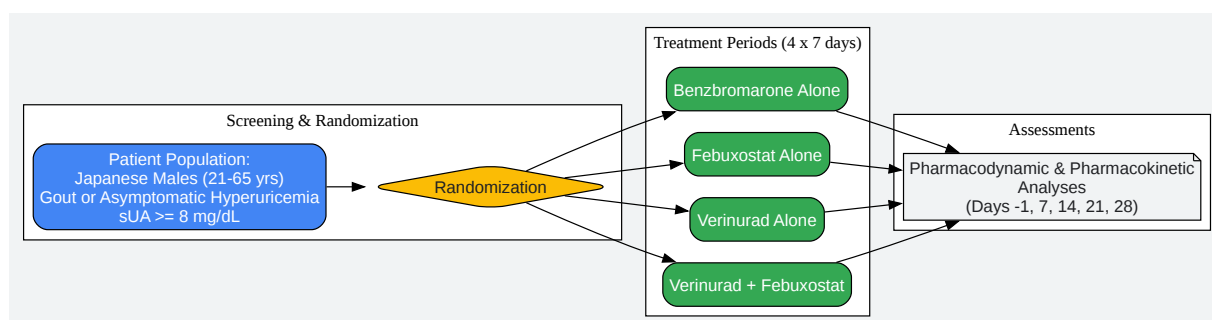 Screening & Randomization
Patient Population:
Japanese Males (21-65 yrs)
Gout or Asymptomatic Hyperuricemia
sUA >= 8 mg/dL
Randomization
Treatment Periods (4 x 7 days)
Benzbromarone Alone
Febuxostat Alone
Verinurad Alone
Verinurad + Febuxostat
Assessments
Pharmacodynamic & Pharmacokinetic
Analyses
(Days -1, 7, 14, 21, 28)